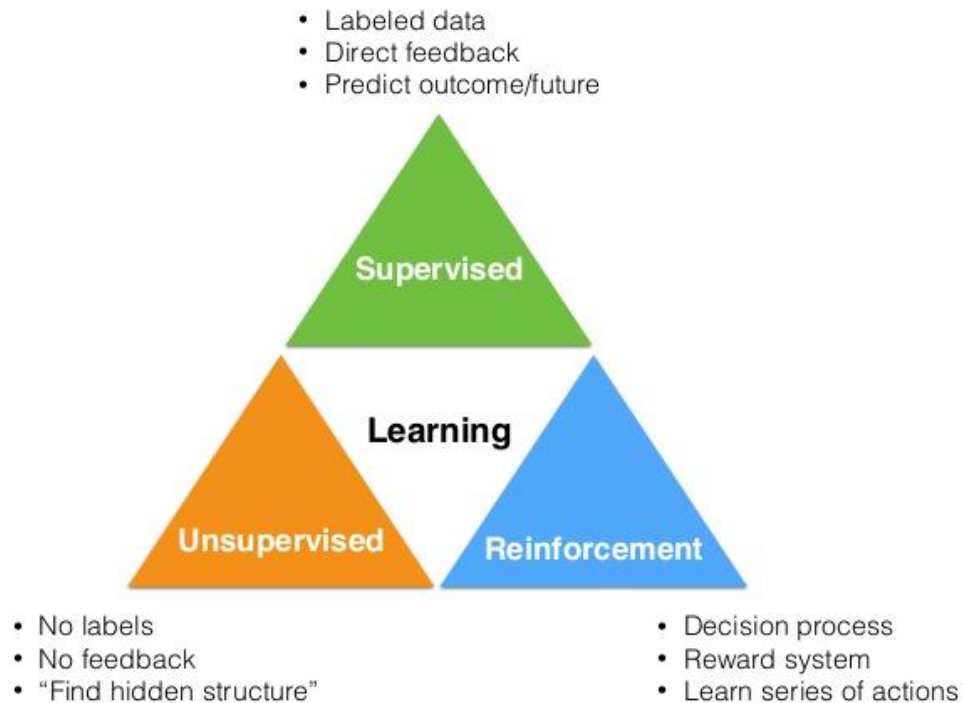 • Labeled data
• Direct feedback
• Predict outcome/future
Supervised
Learning
Unsupervised
Reinforcement
• No labels
• No feedback
• “Find hidden structure”
• Decision process
• Reward system
• Learn series of actions